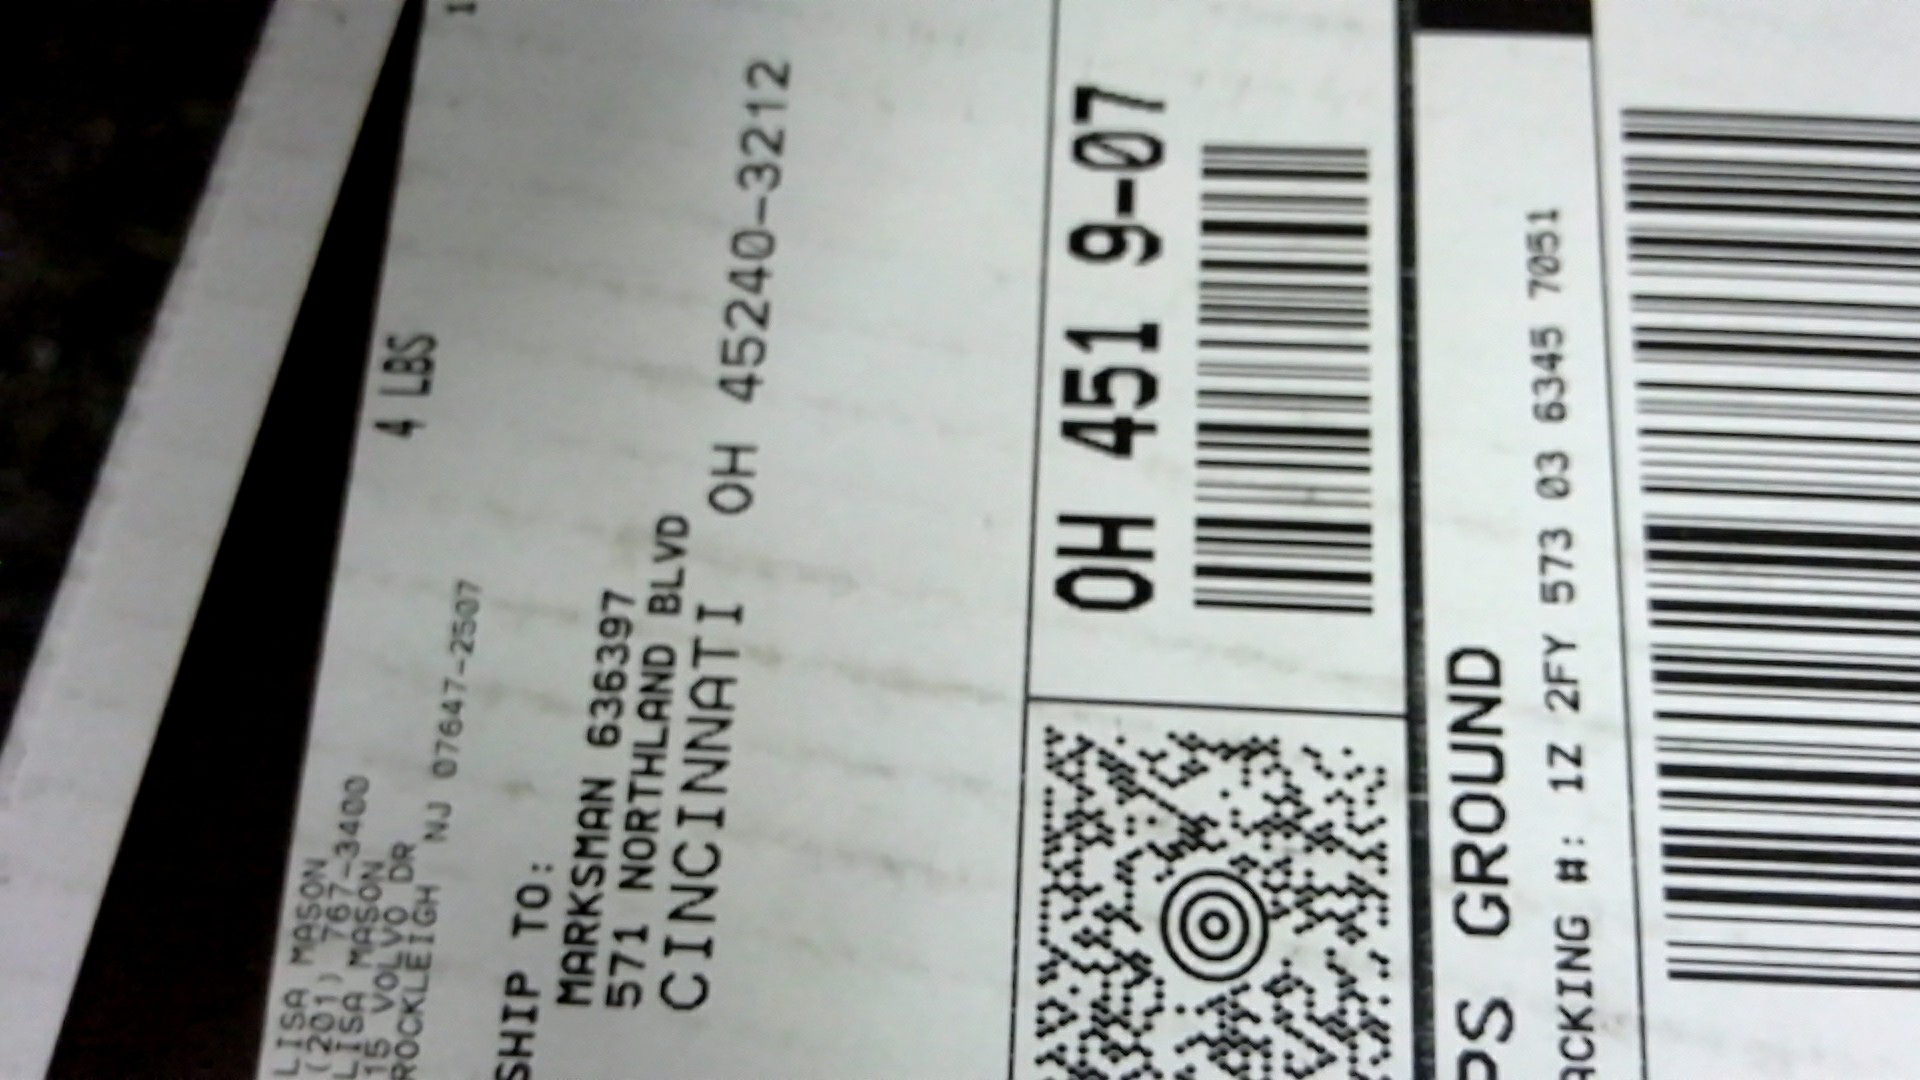 LISA MASON
(201) 767-3400
LISA MASON
15 VOLVO DR
ROCKLEIGH NJ 07647-2507
4 LBS
1
SHIP TO:
MARKSMAN 636397
571 NORTHLAND BLVD
CINCINNATI OH 45240-3212
OH 451 9-07
PS GROUND
ACKING #: 1Z 2FY 573 03 6345 7051